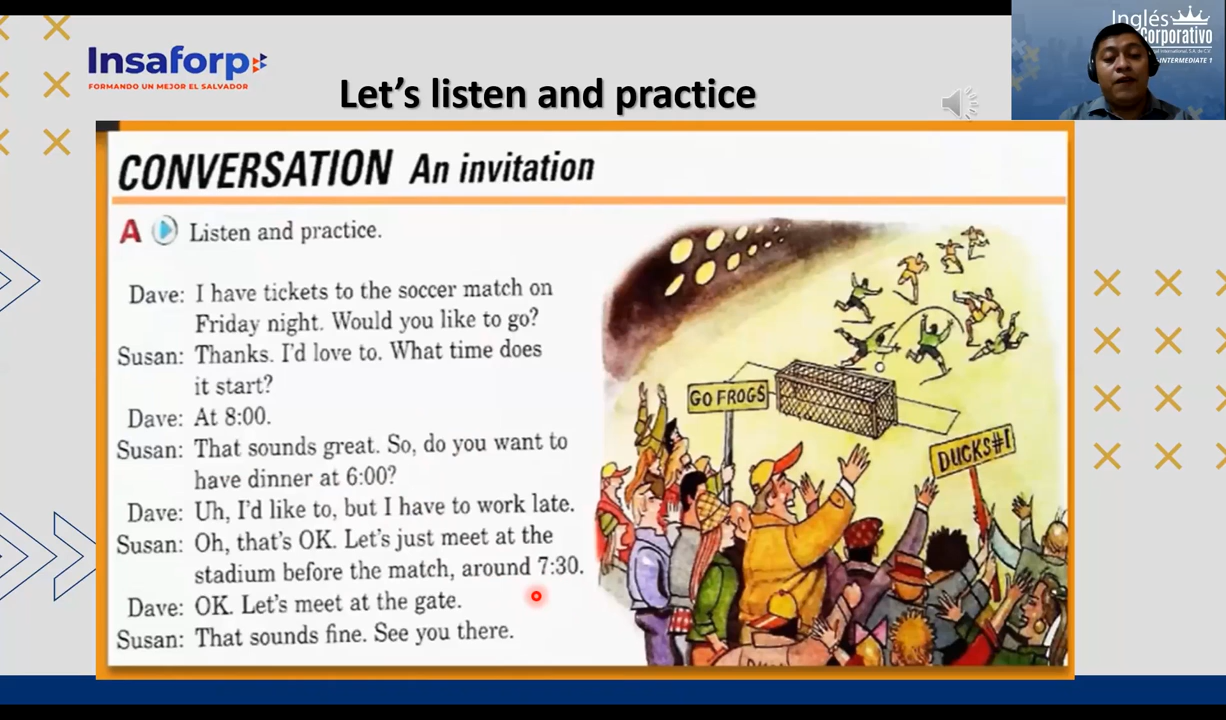 Insaforp
FORMANDO UN MEJOR EL SALVADOR
Let's listen and practice
Inglés
Corporativo
INTERMEDIATE 1
CONVERSATION An invitation
A Listen and practice.
Dave: I have tickets to the soccer match on
Friday night. Would you like to go?
Susan: Thanks. I'd love to. What time does
it start?
Dave: At 8:00.
Susan: That sounds great. So, do you want to
have dinner at 6:00?
Dave: Uh, I'd like to, but I have to work late.
Susan: Oh, that's OK. Let's just meet at the
stadium before the match, around 7:30.
Dave: OK. Let's meet at the gate.
Susan: That sounds fine. See you there.
GO FROGS
DUCKS#1